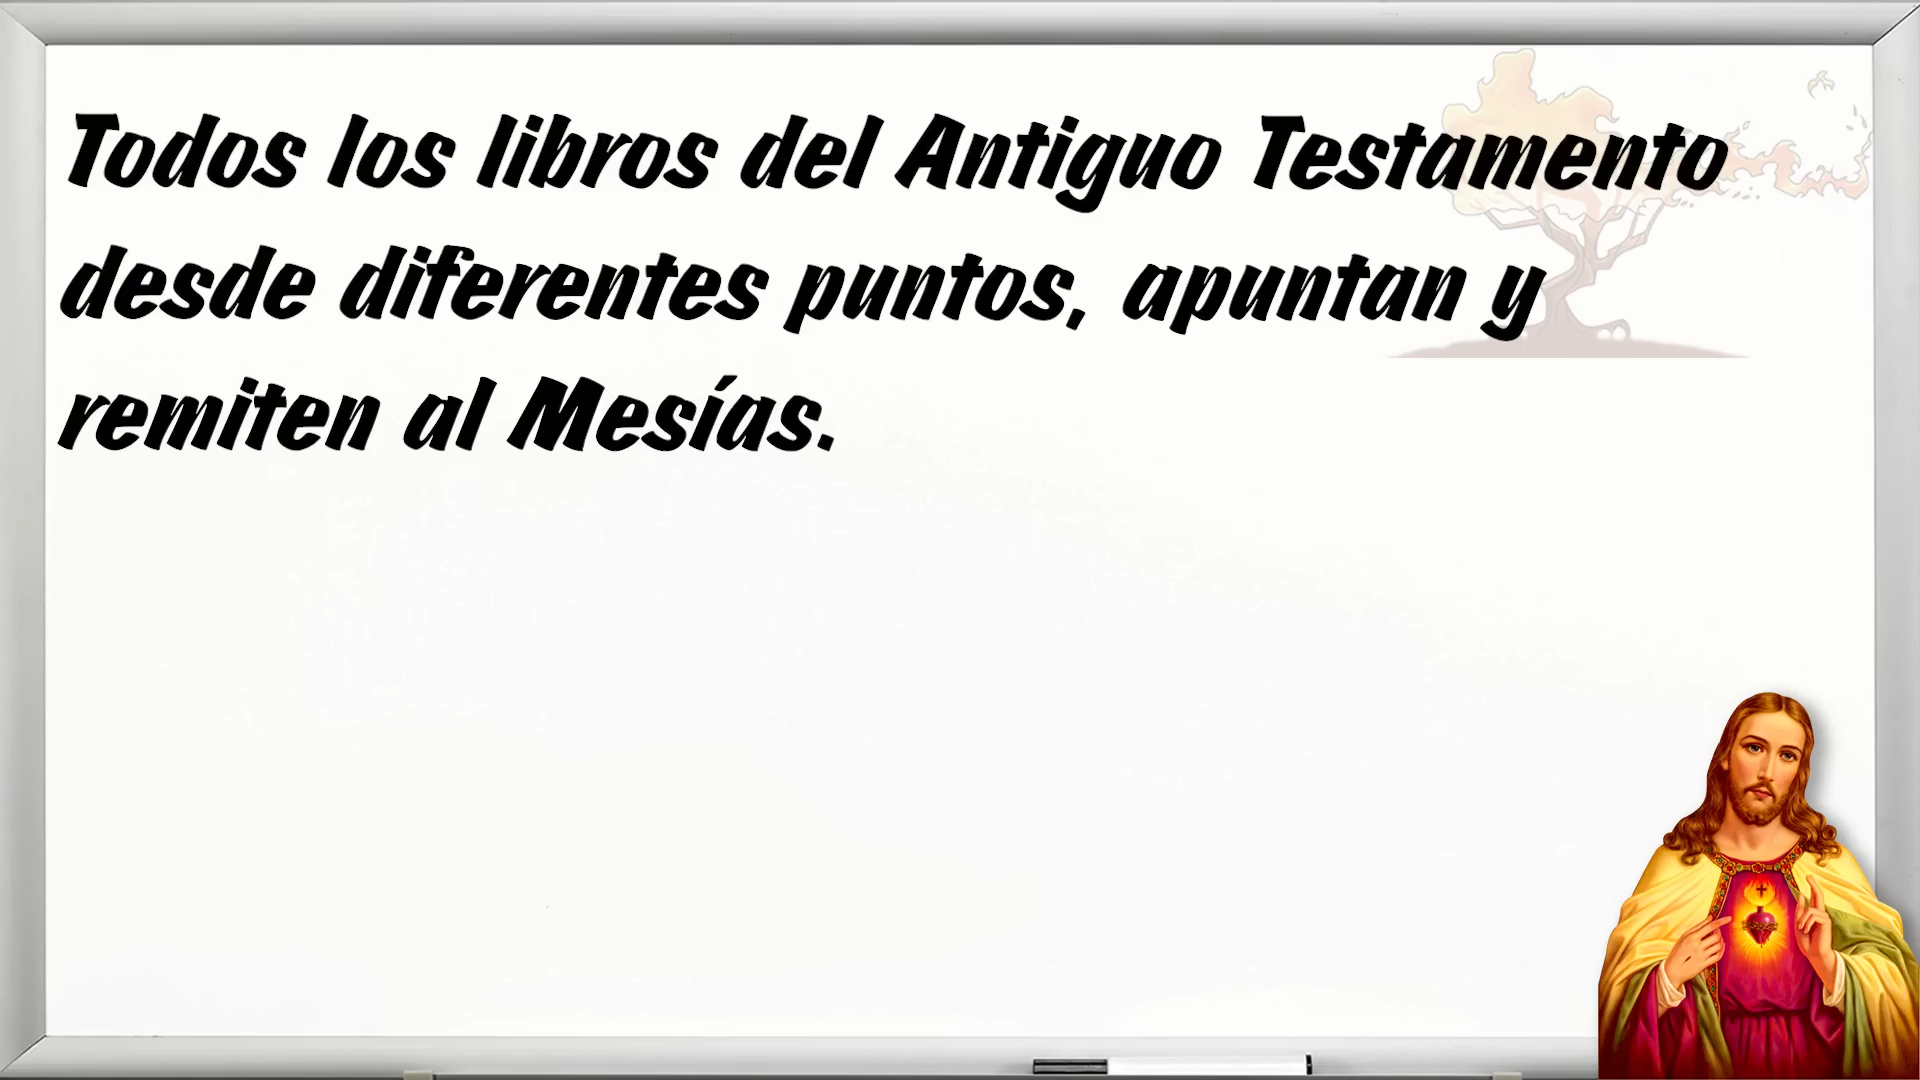 Todos los libros del Antiguo Testamento
desde diferentes puntos, apuntan y
remiten al Mesías.